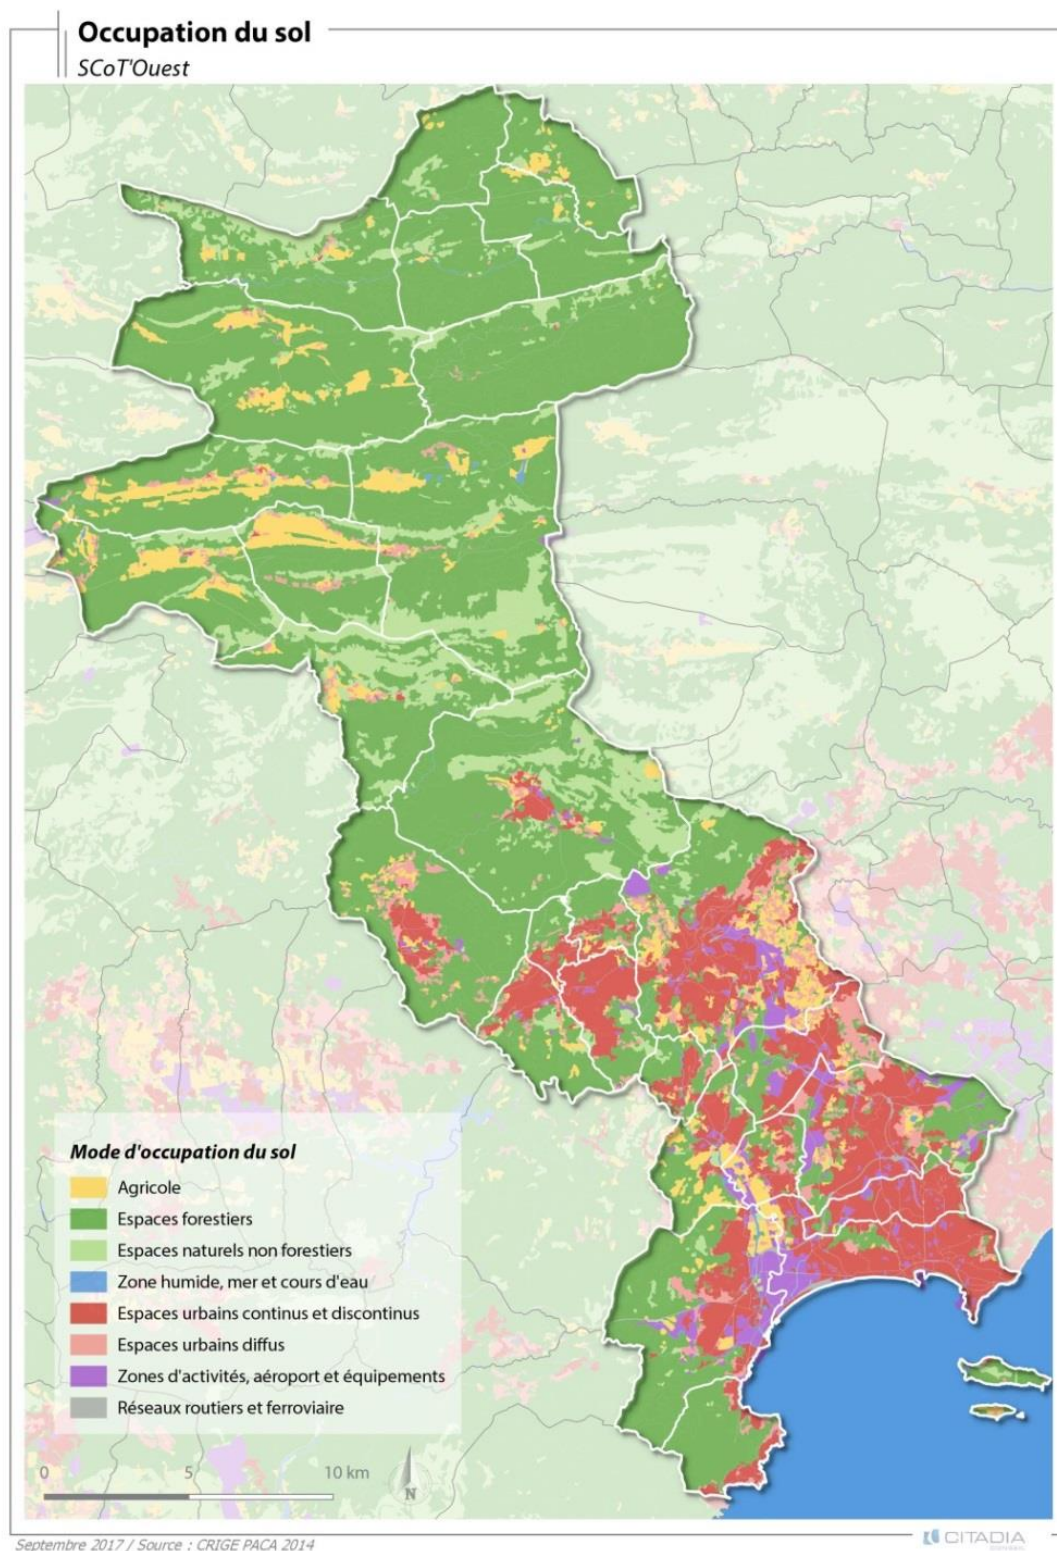 Occupation du sol
SCoT'Ouest
Mode d'occupation du sol
Agricole
Espaces forestiers
Espaces naturels non forestiers
Zone humide, mer et cours d'eau
Espaces urbains continus et discontinus
Espaces urbains diffus
Zones d'activités, aéroport et équipements
Réseaux routiers et ferroviaire
0 5 10 km
N
Septembre 2017 / Source : CRIGE PACA 2014
CITADIA